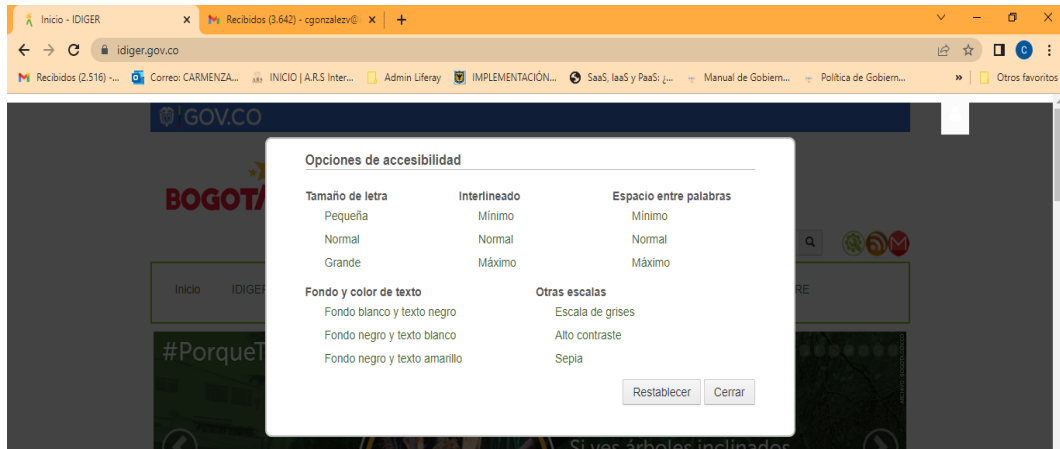 Inicio - IDIGER
Recibidos (3.642) - cgonzalezv@
idiger.gov.co
C
Recibidos (2.516) -... Correo: CARMENZA... INICIO | A.R.S Inter... Admin Liferay IMPLEMENTACIÓN... SaaS, IaaS y PaaS: ¿... Manual de Gobiern... Política de Gobiern... » Otros favoritos
GOV.CO
Opciones de accesibilidad
BOGOTÁ
Tamaño de letra Interlineado Espacio entre palabras
Pequeña Mínimo Mínimo
Normal Normal Normal
Grande Máximo Máximo
Inicio IDIGER RE
Fondo y color de texto Otras escalas
Fondo blanco y texto negro Escala de grises
Fondo negro y texto blanco Alto contraste
Fondo negro y texto amarillo Sepia
#PorqueT
Restablecer Cerrar
Si ves árboles inclinados